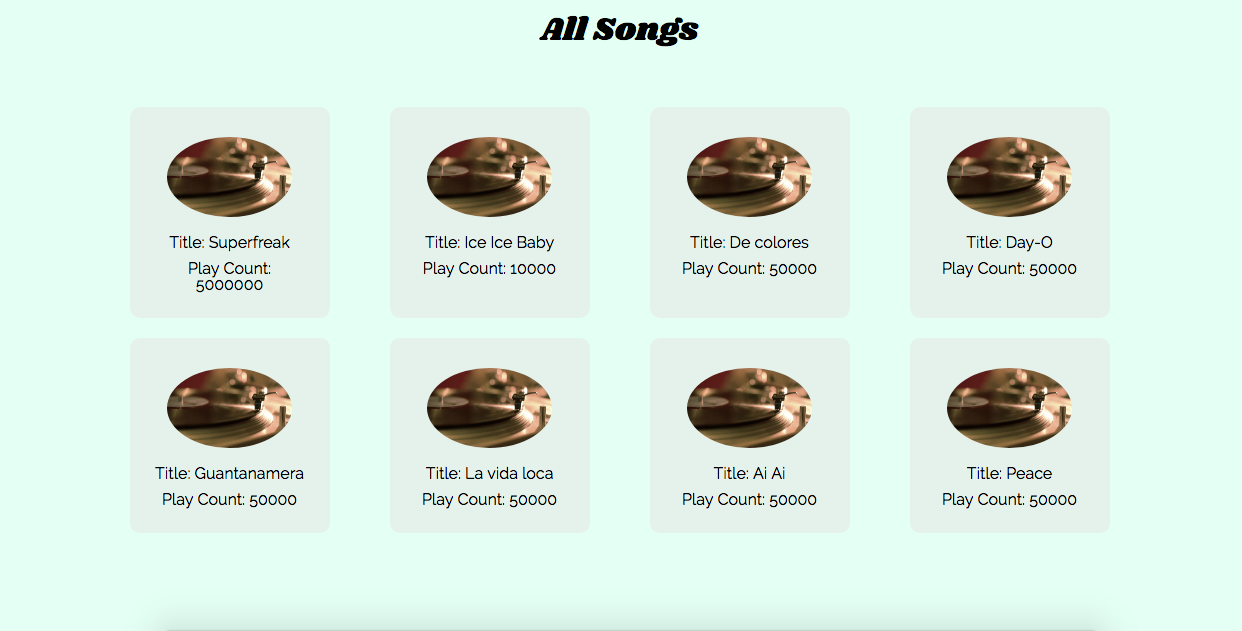 All Songs
Title: Superfreak
Play Count:
5000000
Title: Ice Ice Baby
Play Count: 10000
Title: De colores
Play Count: 50000
Title: Day-O
Play Count: 50000
Title: Guantanamera
Play Count: 50000
Title: La vida loca
Play Count: 50000
Title: Ai Ai
Play Count: 50000
Title: Peace
Play Count: 50000